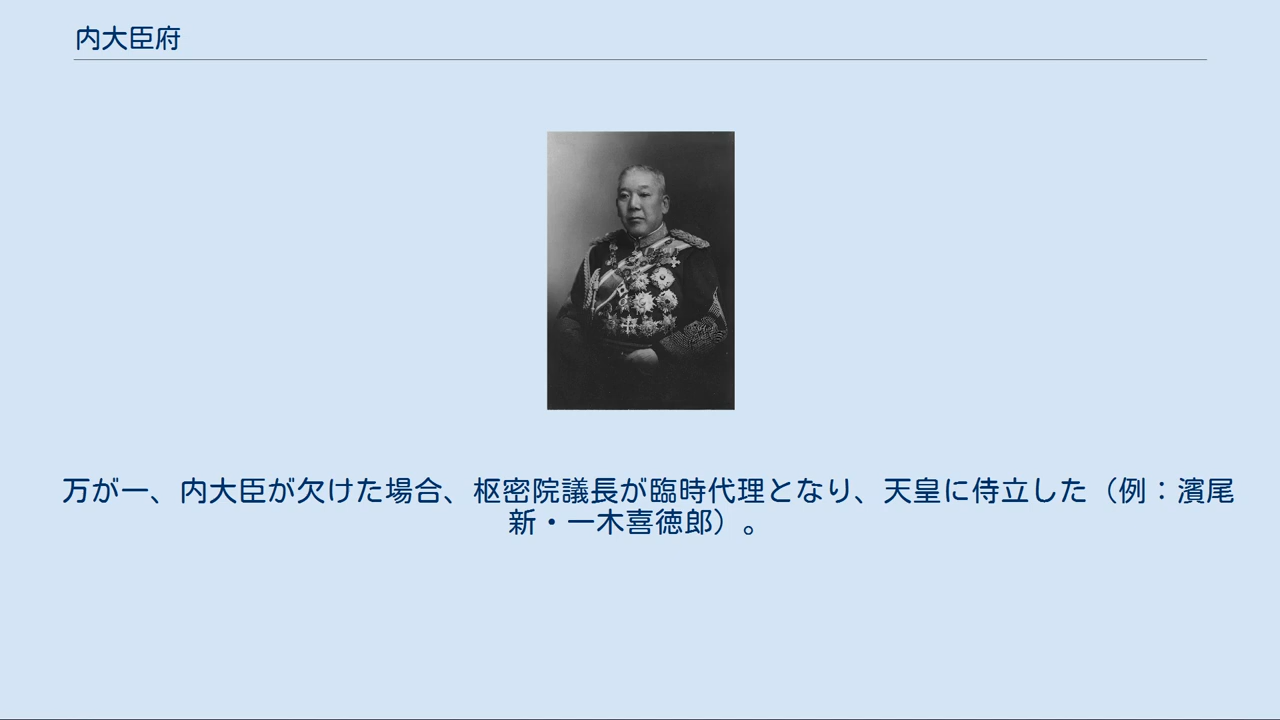 内大臣府
万が一、内大臣が欠けた場合、枢密院議長が臨時代理となり、天皇に侍立した（例：濱尾
新・一木喜徳郎）。